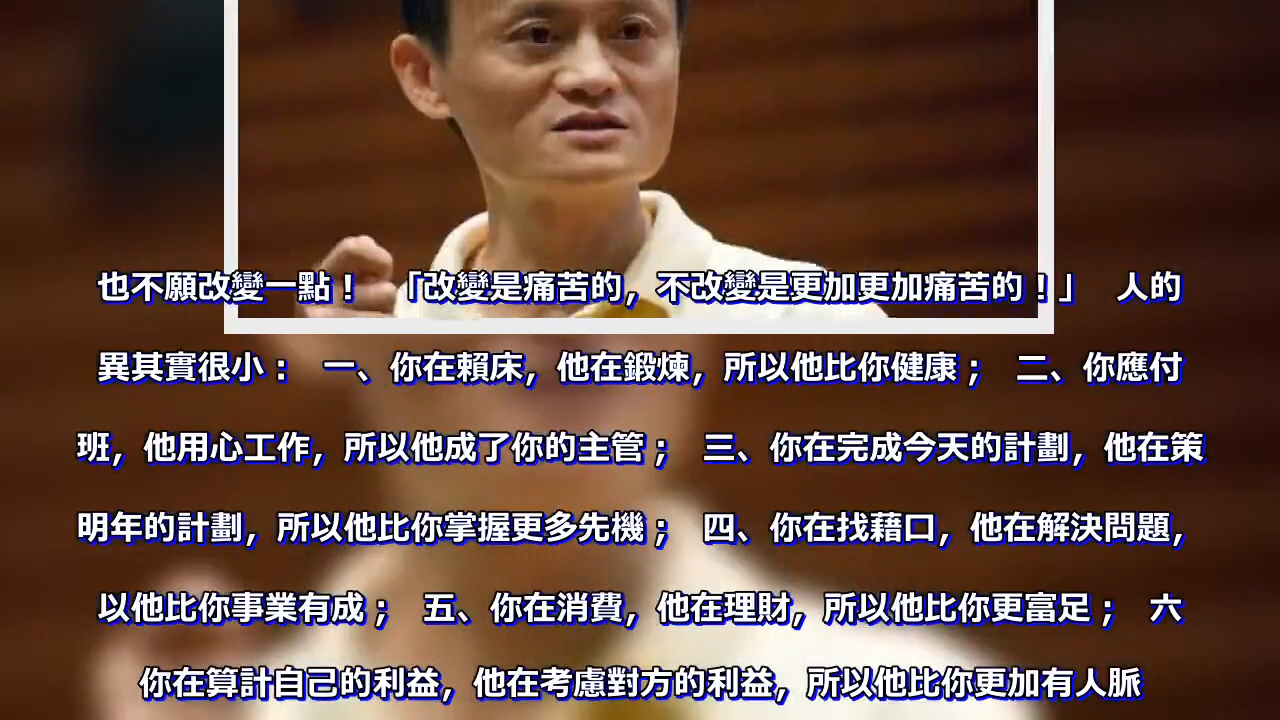 也不願改變一點！ 「改變是痛苦的，不改變是更加更加痛苦的！」 人的
異其實很小： 一、你在賴床，他在鍛煉，所以他比你健康； 二、你應付
班，他用心工作，所以他成了你的主管； 三、你在完成今天的計劃，他在策
明年的計劃，所以他比你掌握更多先機； 四、你在找藉口，他在解決問題，
以他比你事業有成； 五、你在消費，他在理財，所以他比你更富足； 六
你在算計自己的利益，他在考慮對方的利益，所以他比你更加有人脈